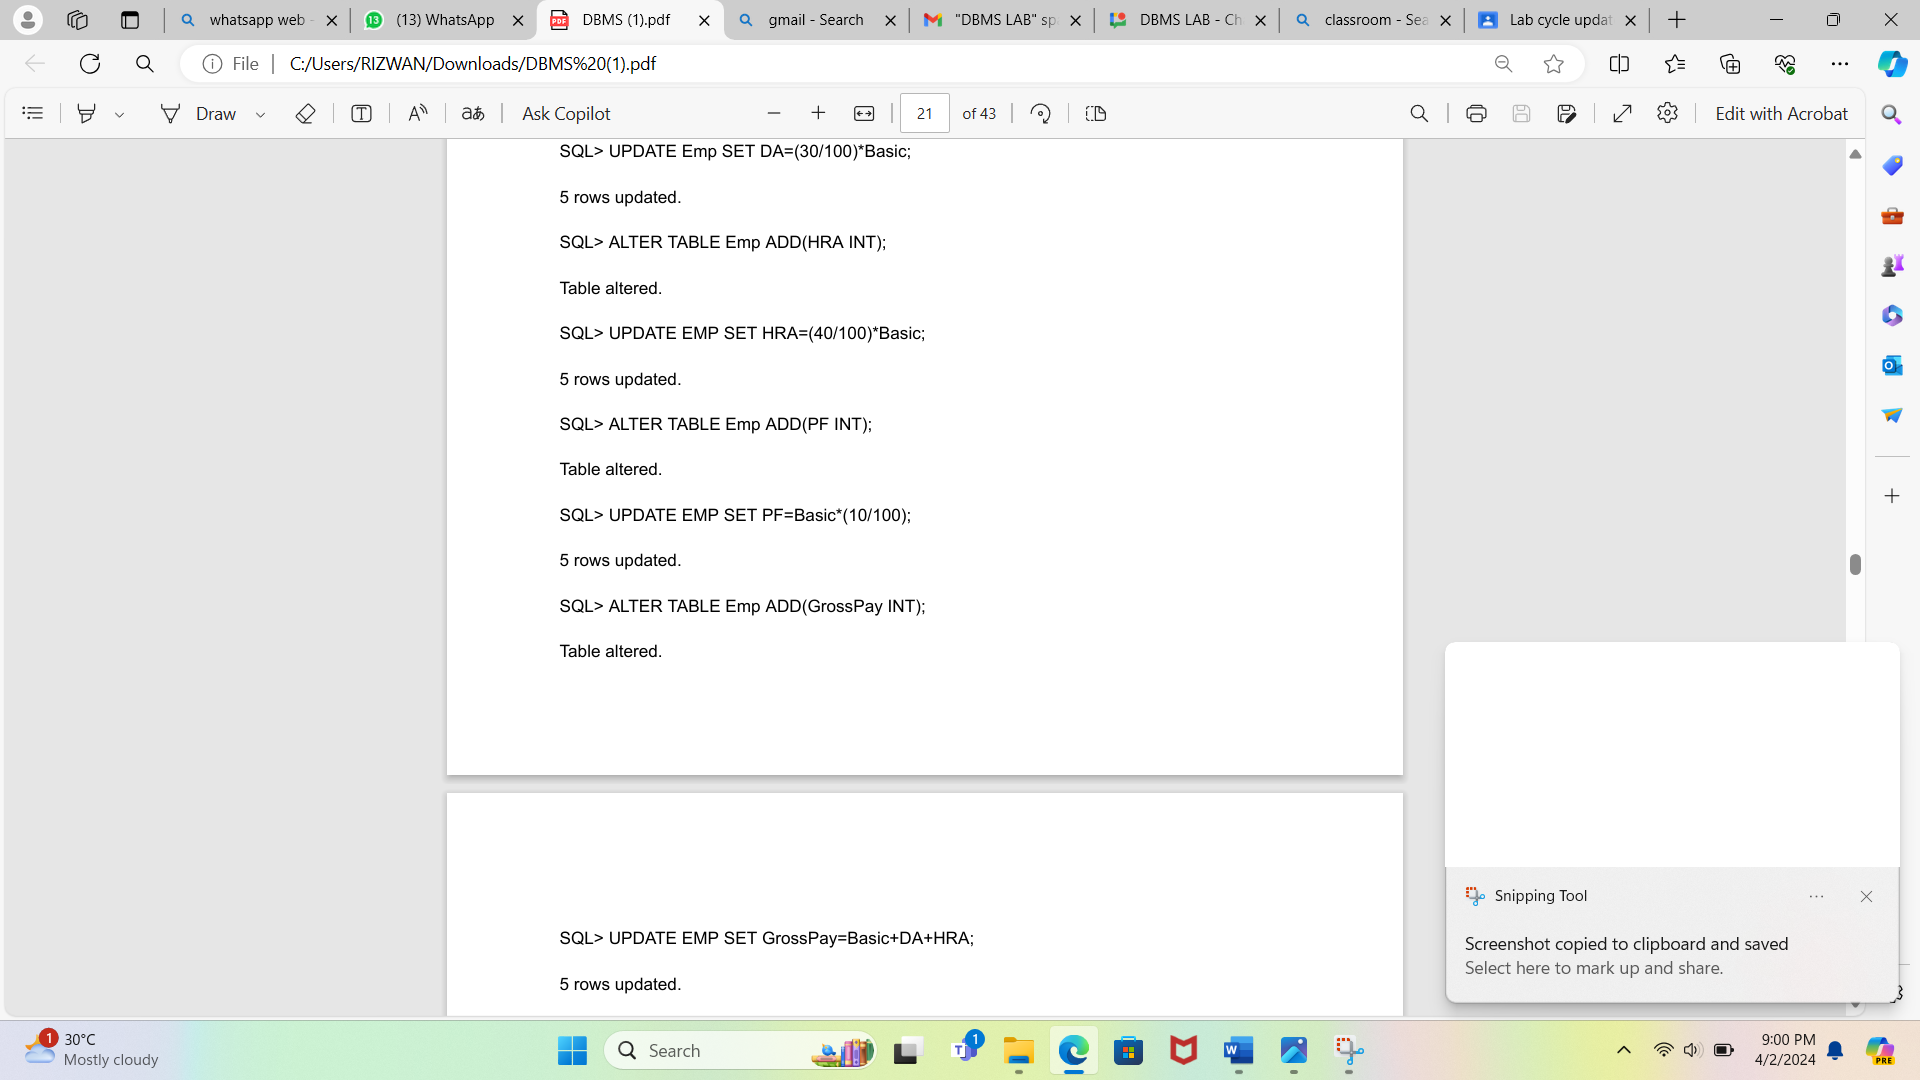 whatsapp web -
(13) WhatsApp
DBMS (1).pdf
gmail - Search
"DBMS LAB" sp
DBMS LAB - Ch
classroom - Sea
Lab cycle updat
File
C:/Users/RIZWAN/Downloads/DBMS%20(1).pdf
Draw
Ask Copilot
21 of 43
Edit with Acrobat
SQL> UPDATE Emp SET DA=(30/100)*Basic;
5 rows updated.
SQL> ALTER TABLE Emp ADD(HRA INT);
Table altered.
SQL> UPDATE EMP SET HRA=(40/100)*Basic;
5 rows updated.
SQL> ALTER TABLE Emp ADD(PF INT);
Table altered.
SQL> UPDATE EMP SET PF=Basic*(10/100);
5 rows updated.
SQL> ALTER TABLE Emp ADD(GrossPay INT);
Table altered.
SQL> UPDATE EMP SET GrossPay=Basic+DA+HRA;
5 rows updated.
Snipping Tool
Screenshot copied to clipboard and saved
Select here to mark up and share.
1
30°C
Mostly cloudy
Search
1
9:00 PM
4/2/2024
PRE